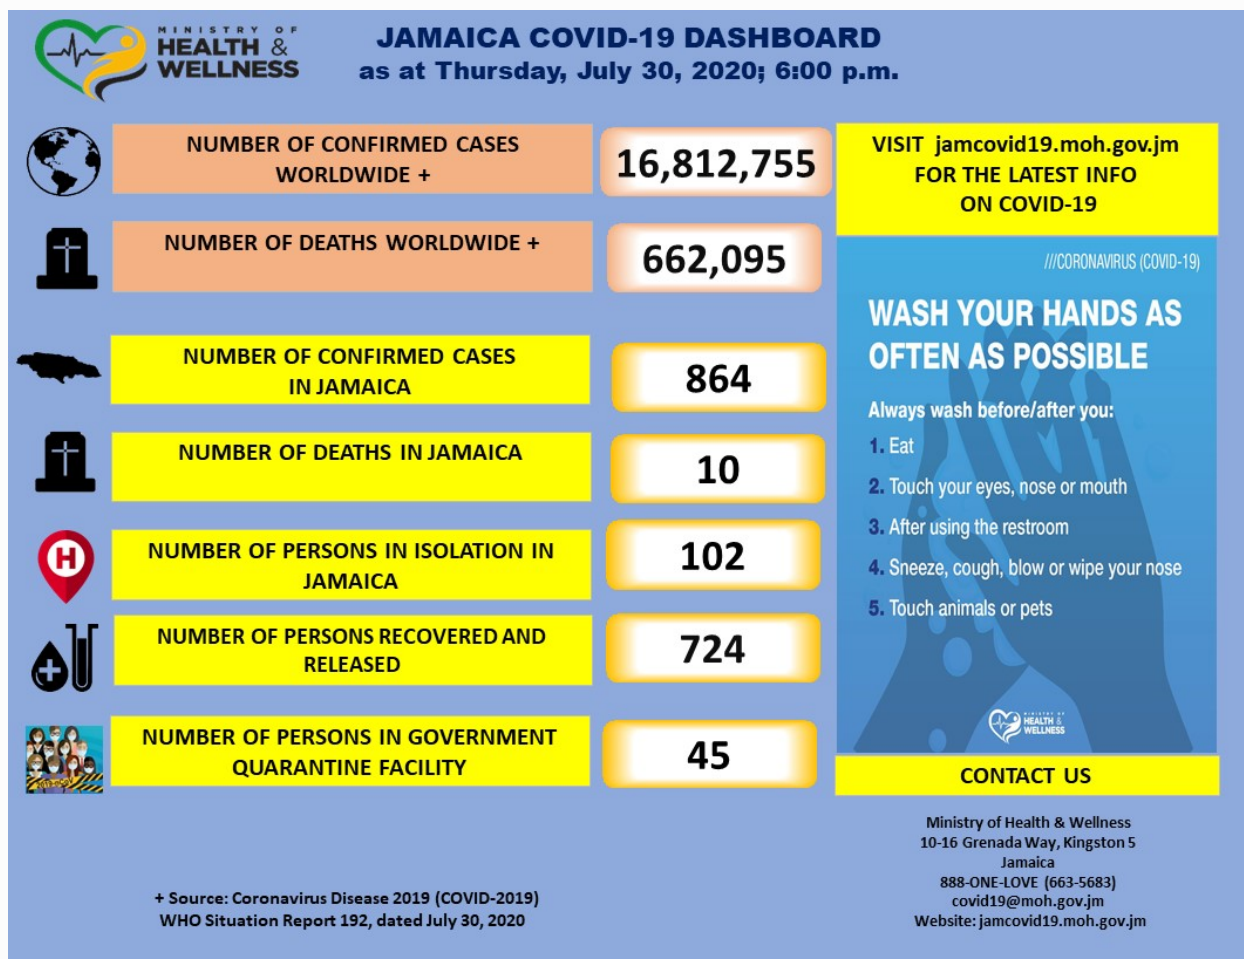 MINISTRY OF
HEALTH &
WELLNESS
JAMAICA COVID-19 DASHBOARD
as at Thursday, July 30, 2020; 6:00 p.m.
NUMBER OF CONFIRMED CASES
WORLDWIDE +
16,812,755
NUMBER OF DEATHS WORLDWIDE +
662,095
NUMBER OF CONFIRMED CASES
IN JAMAICA
864
NUMBER OF DEATHS IN JAMAICA
10
H
NUMBER OF PERSONS IN ISOLATION IN
JAMAICA
102
NUMBER OF PERSONS RECOVERED AND
RELEASED
724
NUMBER OF PERSONS IN GOVERNMENT
QUARANTINE FACILITY
45
+ Source: Coronavirus Disease 2019 (COVID-2019)
WHO Situation Report 192, dated July 30, 2020
VISIT jamcovid19.moh.gov.jm
FOR THE LATEST INFO
ON COVID-19
///CORONAVIRUS (COVID-19)
WASH YOUR HANDS AS
OFTEN AS POSSIBLE
Always wash before/after you:
1. Eat
2. Touch your eyes, nose or mouth
3. After using the restroom
4. Sneeze, cough, blow or wipe your nose
5. Touch animals or pets
MINISTRY OF
HEALTH &
WELLNESS
CONTACT US
Ministry of Health & Wellness
10-16 Grenada Way, Kingston 5
Jamaica
888-ONE-LOVE (663-5683)
covid19@moh.gov.jm
Website: jamcovid19.moh.gov.jm